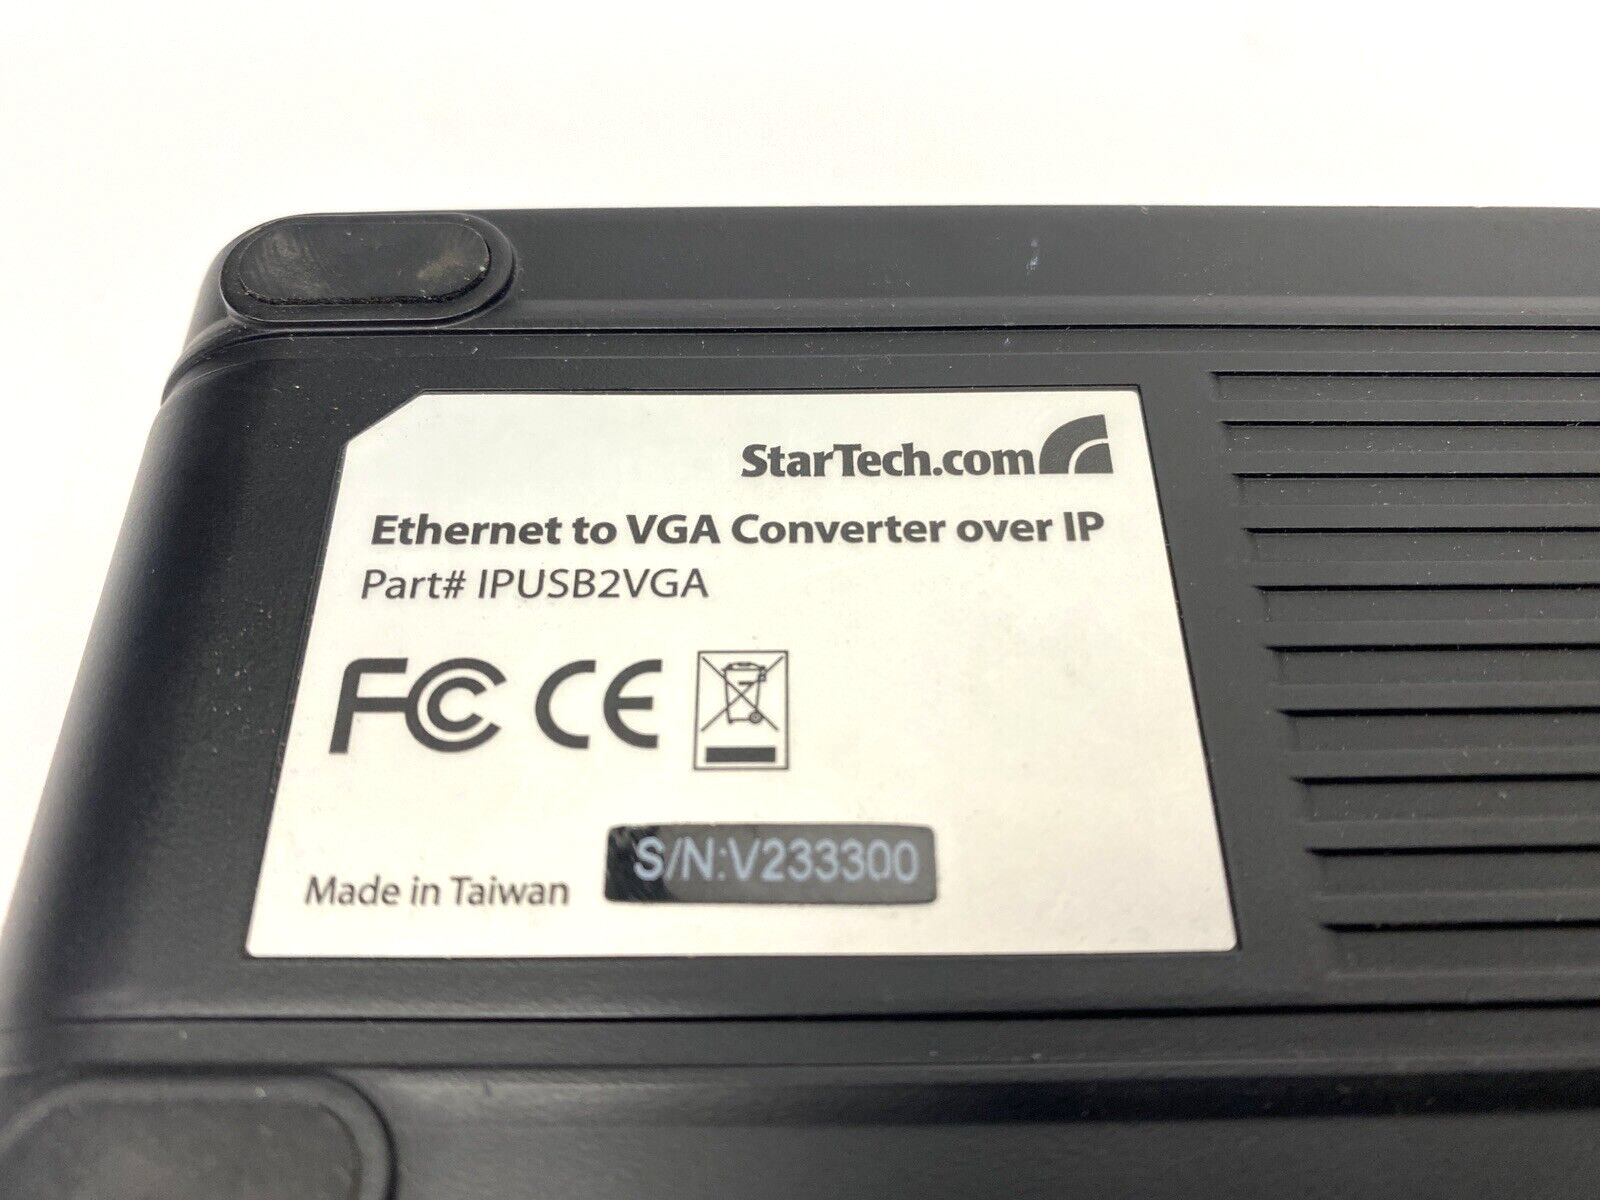 StarTech.com
Ethernet to VGA Converter over IP
Part# IPUSB2VGA
FC CE
Made in Taiwan
S/N:V233300